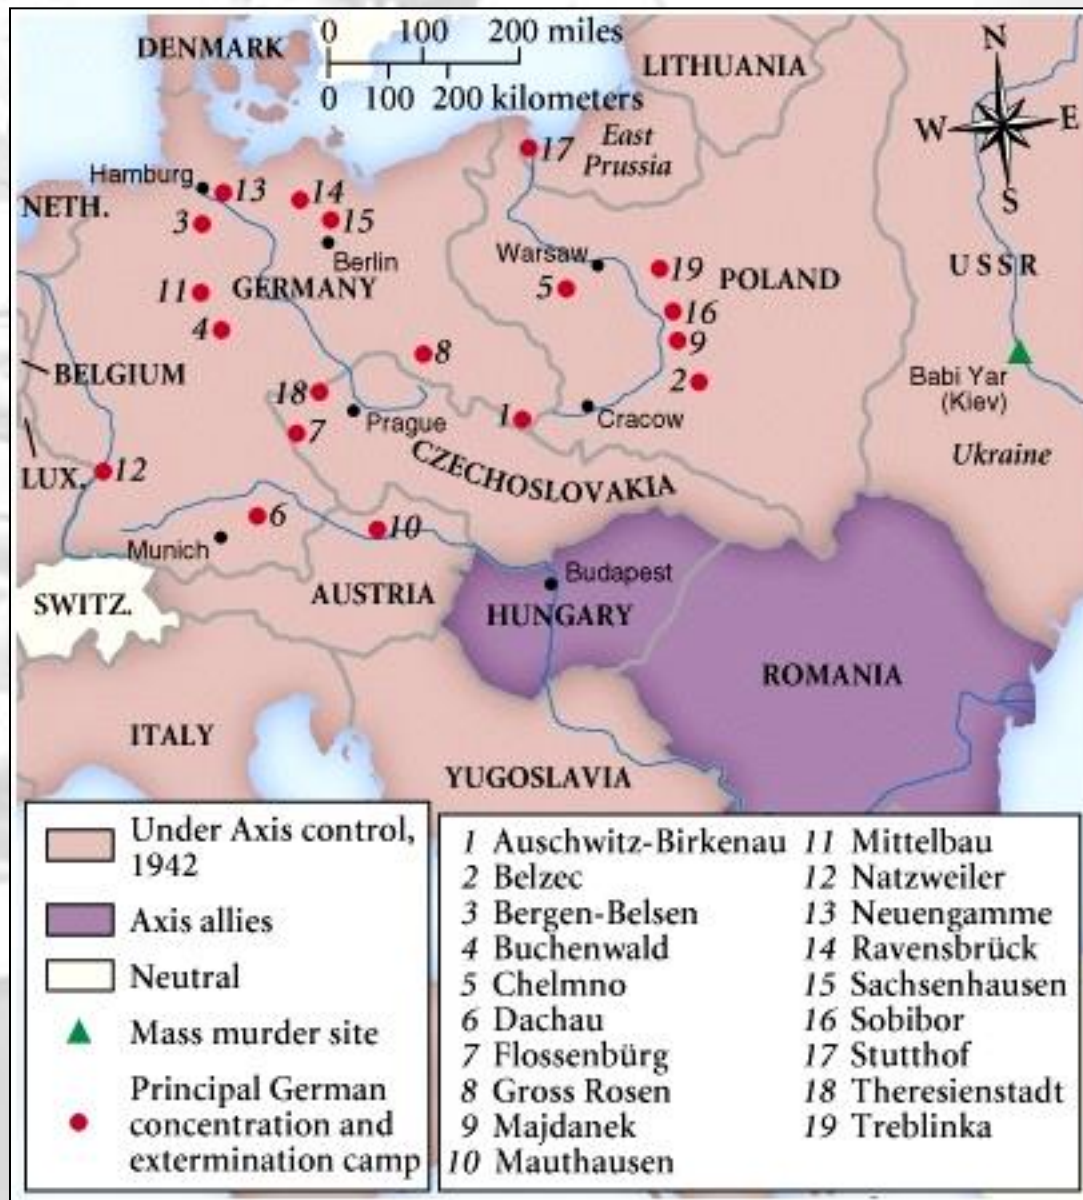 DENMARK
0 100 200 miles
0 100 200 kilometers
LITHUANIA
N
W E
S
17
East
Prussia
Hamburg
13
14
NETH.
3
15
Berlin
Warsaw
19
POLAND
USSR
5
11
GERMANY
16
4
9
8
BELGIUM
2
Babi Yar
(Kiev)
18
Prague
1
Cracow
7
CZECHOSLOVAKIA
Ukraine
LUX.
12
6
10
Munich
Budapest
SWITZ.
AUSTRIA
HUNGARY
ROMANIA
ITALY
YUGOSLAVIA
Under Axis control,
1942
Axis allies
Neutral
Mass murder site
Principal German
concentration and
extermination camp
1 Auschwitz-Birkenau
2 Belzec
3 Bergen-Belsen
4 Buchenwald
5 Chelmno
6 Dachau
7 Flossenbürg
8 Gross Rosen
9 Majdanek
10 Mauthausen
11 Mittelbau
12 Natzweiler
13 Neuengamme
14 Ravensbrück
15 Sachsenhausen
16 Sobibor
17 Stutthof
18 Theresienstadt
19 Treblinka